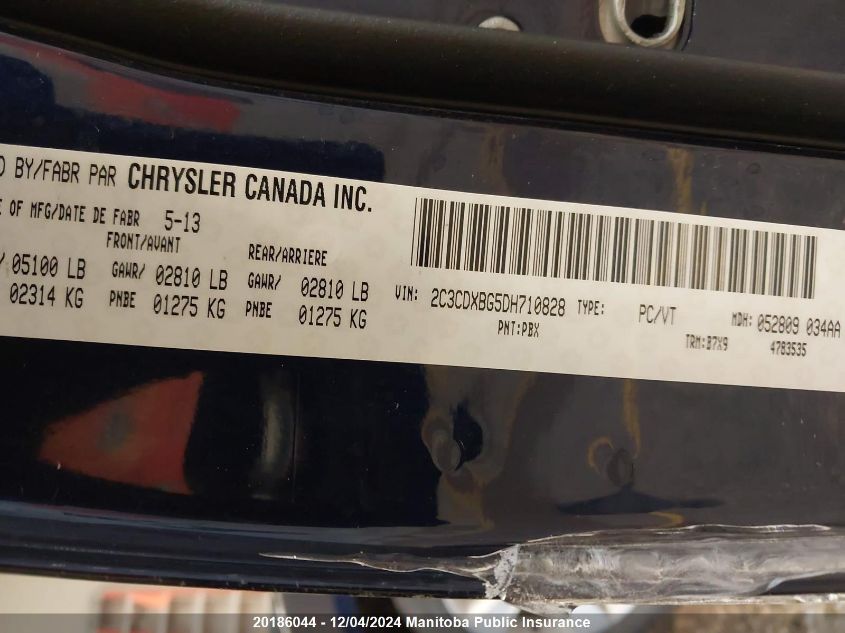 D BY/FABR PAR CHRYSLER CANADA INC.
E OF MFG/DATE DE FABR 5-13
FRONT/AVANT REAR/ARRIERE
/ 05100 LB GAWR/ 02810 LB GAWR/ 02810 LB
02314 KG PNBE 01275 KG PNBE 01275 KG
VIN: 2C3CDXBG5DH710828 TYPE: PC/VT MDH: 052809 034AA
PNT:PBX TRM:B7X9 4783535
20186044 - 12/04/2024 Manitoba Public Insurance